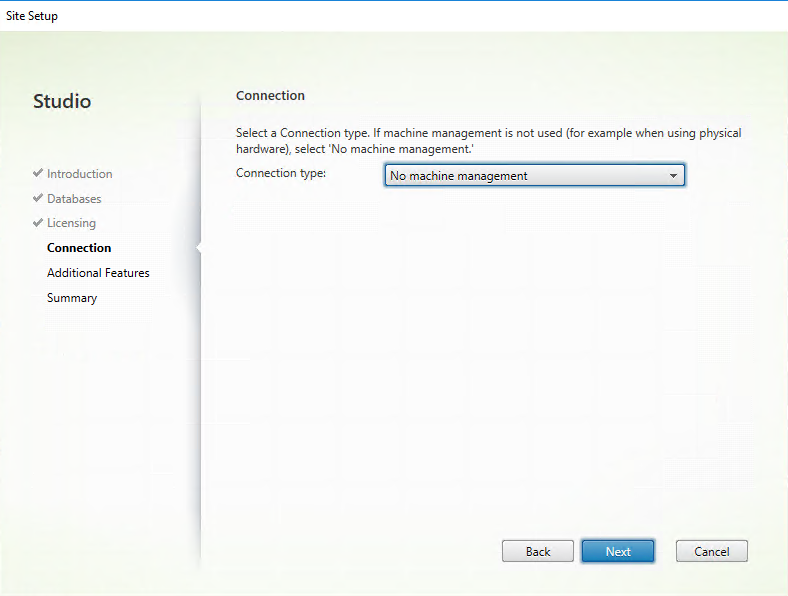 Site Setup
Studio
Introduction
Databases
Licensing
Connection
Additional Features
Summary
Connection
Select a Connection type. If machine management is not used (for example when using physical
hardware), select 'No machine management.'
Connection type:
No machine management
Back
Next
Cancel